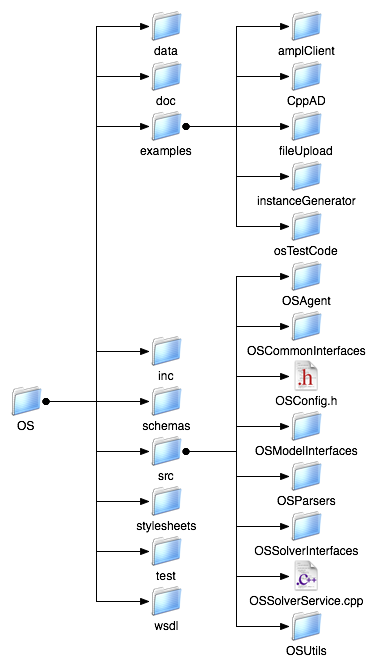 data
doc
examples
amplClient
CppAD
fileUpload
instanceGenerator
osTestCode
OS
inc
schemas
src
stylesheets
test
wsdl
OSAgent
OSCommonInterfaces
.h
OSConfig.h
OSModelInterfaces
OSParsers
OSSolverInterfaces
C++
OSSolverService.cpp
OSUtils